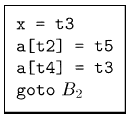 x = t3
a[t2] = t5
a[t4] = t3
goto B₂